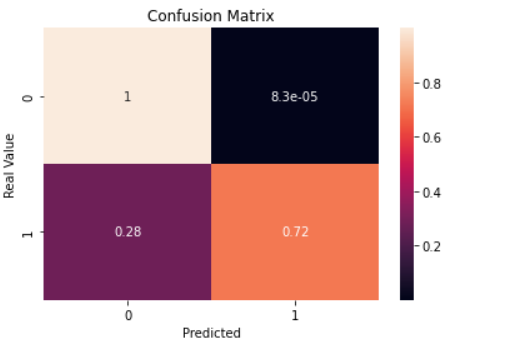 Confusion Matrix
Real Value
0
1
8.3e-05
1
0.28
0.72
0
1
Predicted
0.8
0.6
0.4
0.2